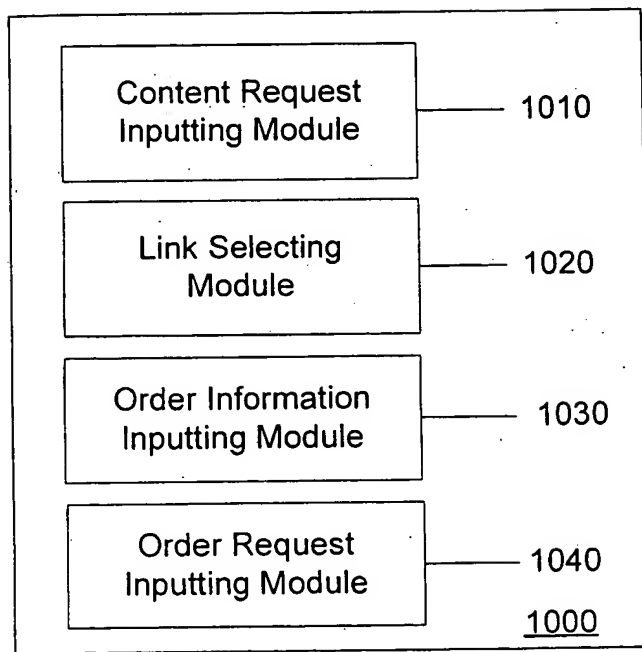 Content Request
Inputting Module
1010
Link Selecting
Module
1020
Order Information
Inputting Module
1030
Order Request
Inputting Module
1040
1000